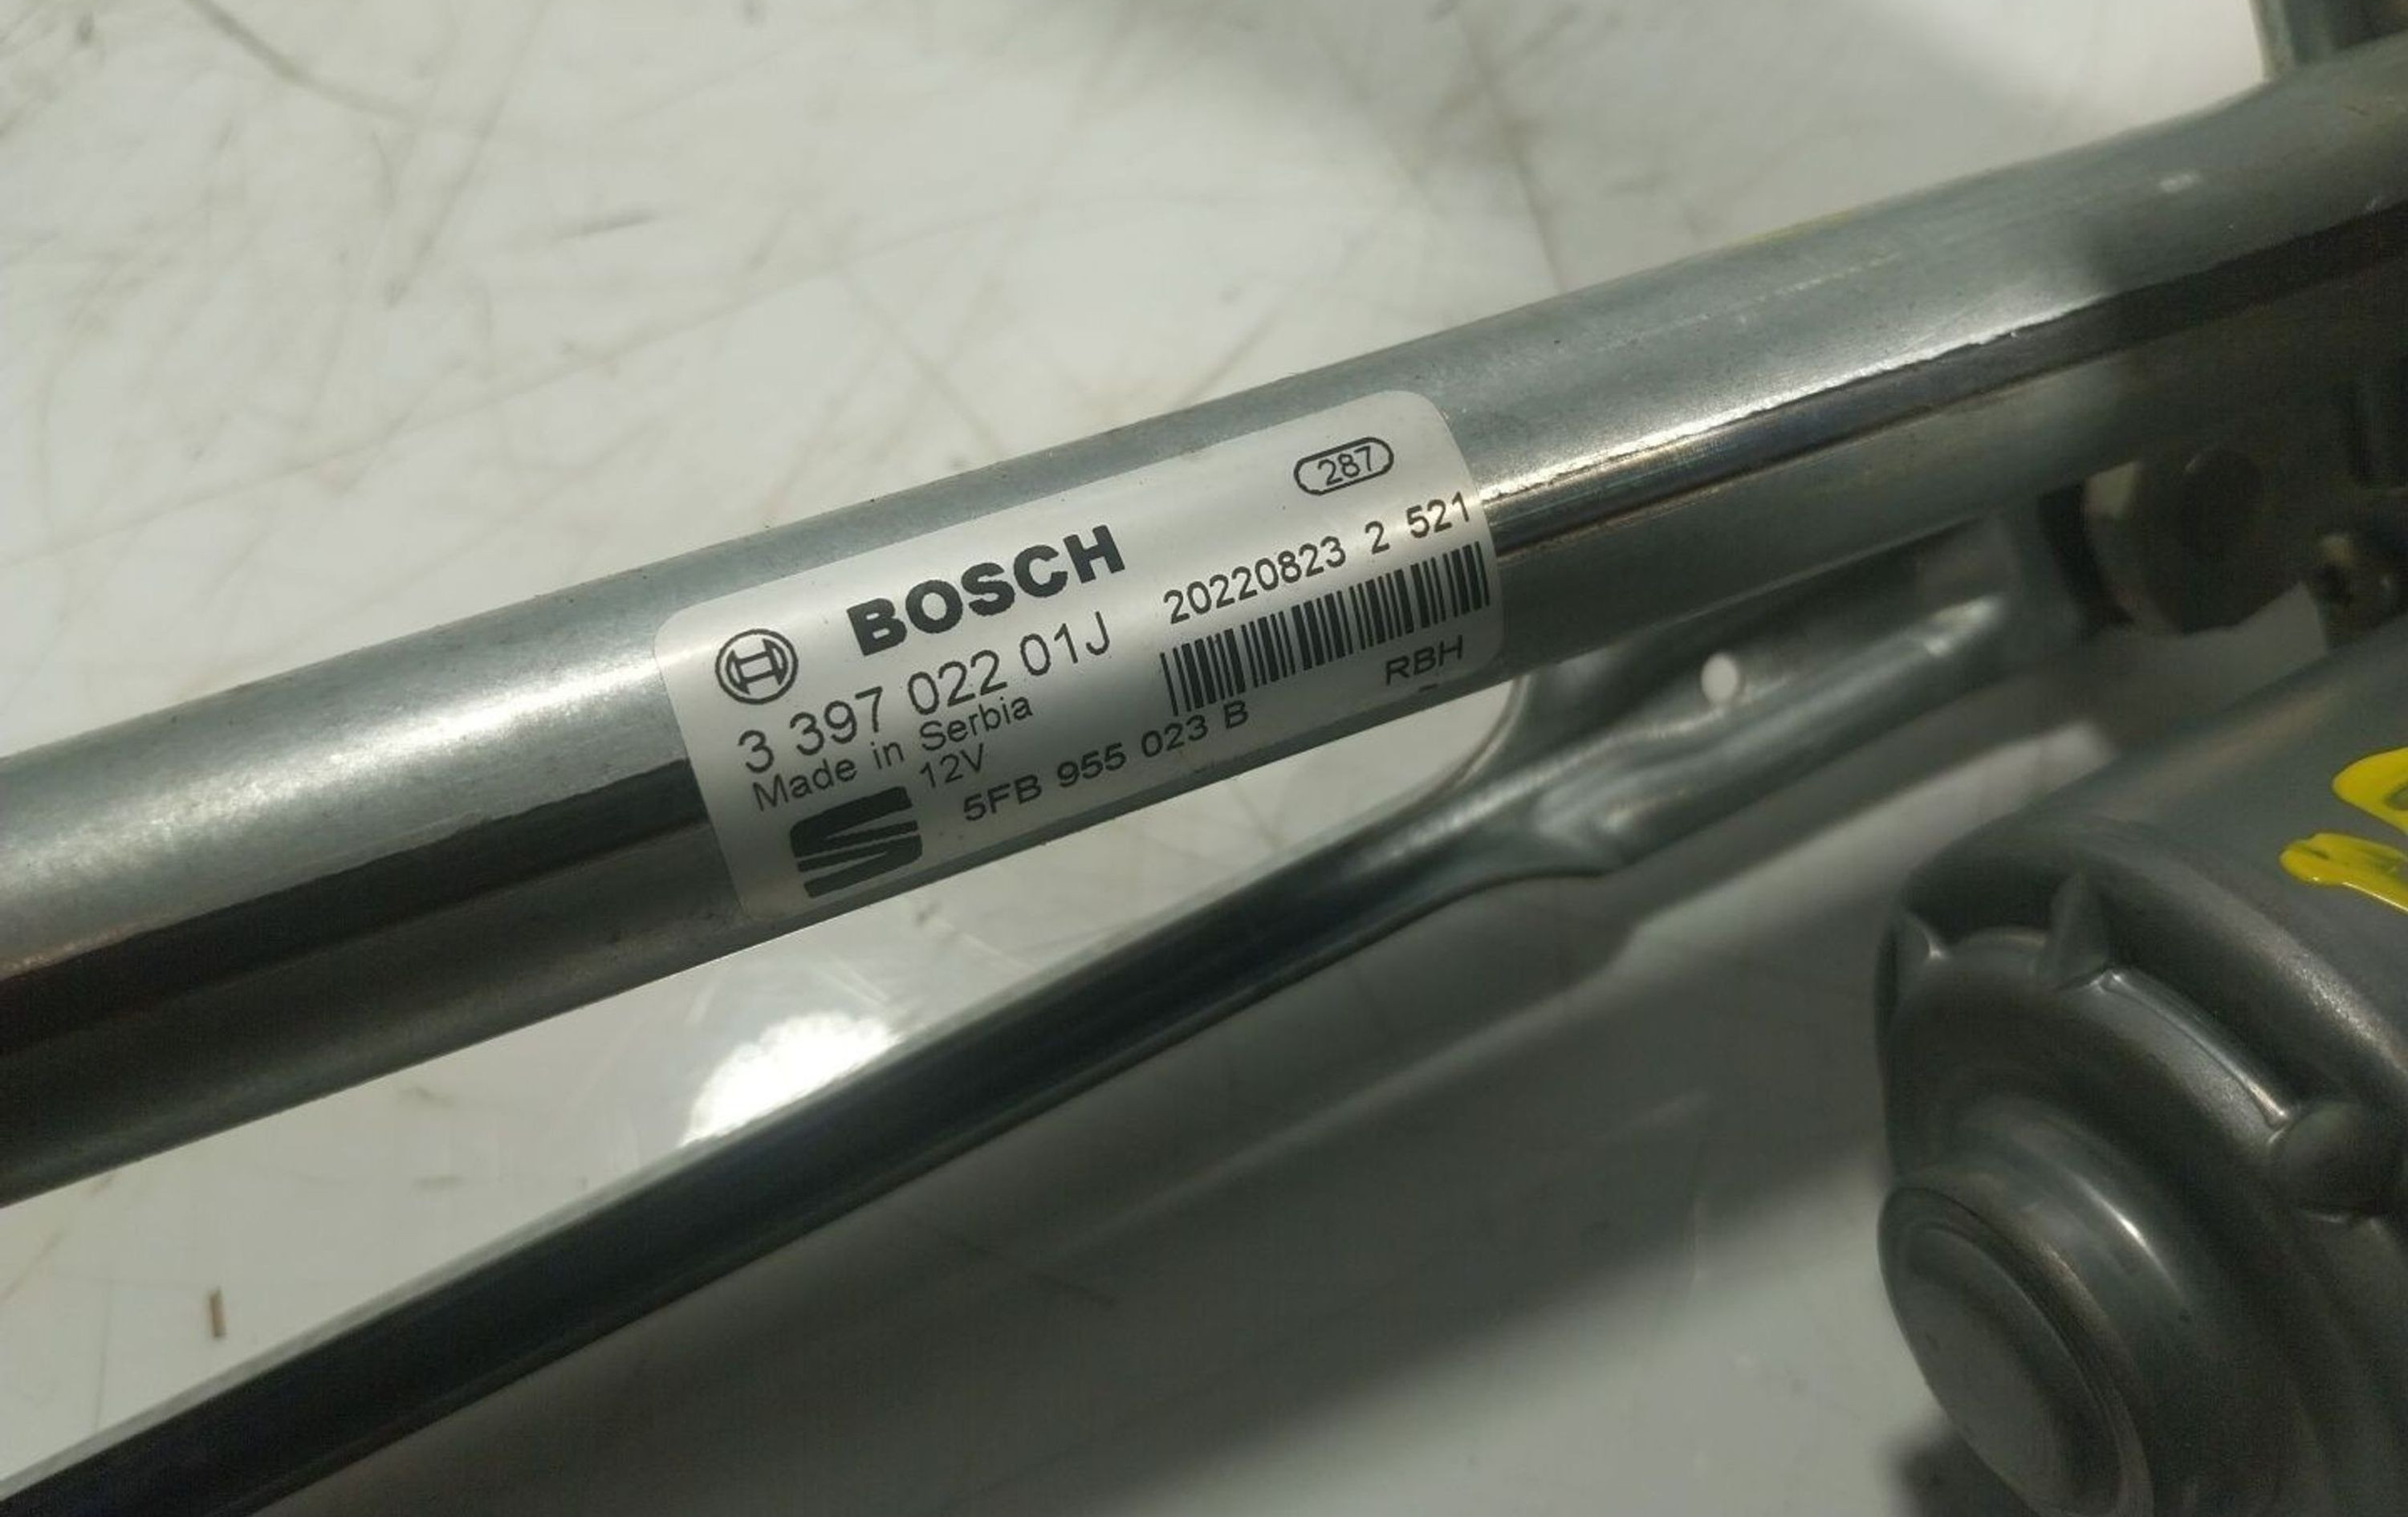 287
BOSCH
20220823 2 521
3 397 022 01J
Made in Serbia
12V
RBH
5FB 955 023 B